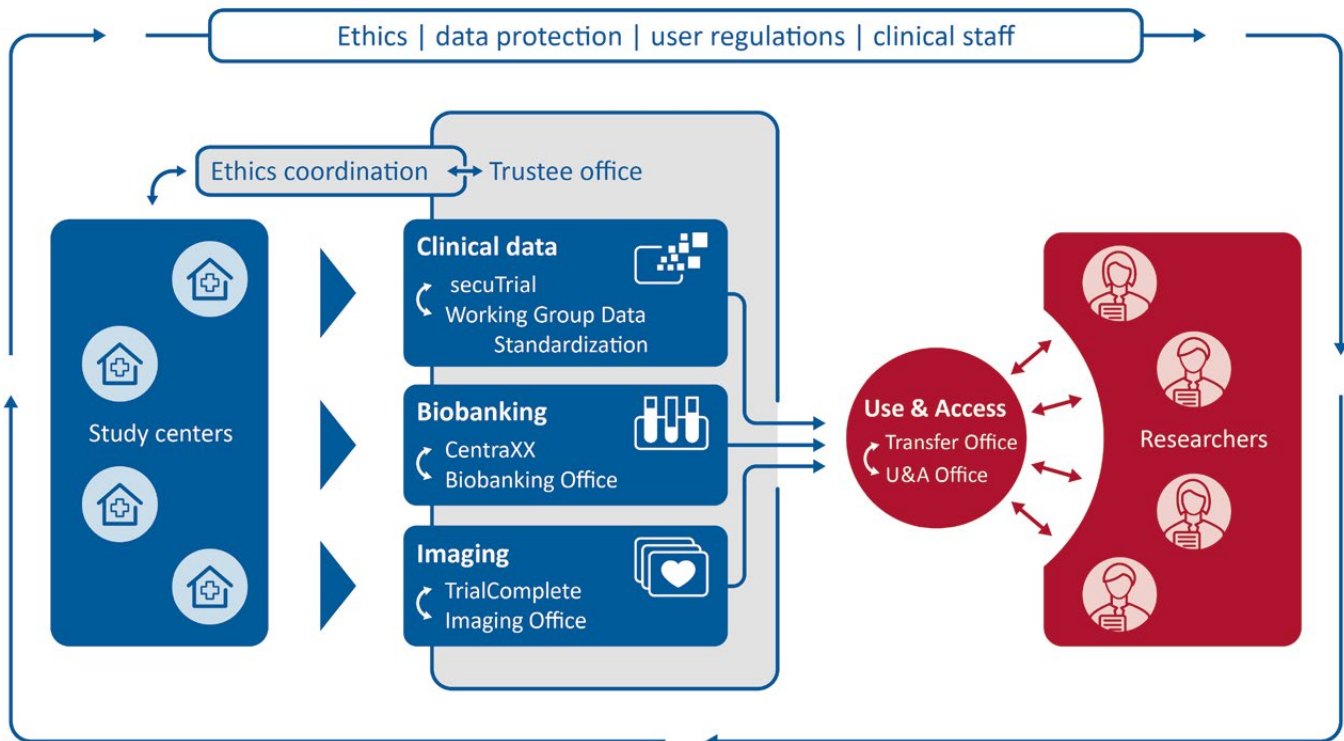 Ethics | data protection | user regulations | clinical staff
Ethics coordination
Trustee office
Study centers
Clinical data
secuTrial
Working Group Data
Standardization
Biobanking
CentraXX
Biobanking Office
Imaging
TrialComplete
Imaging Office
Use & Access
Transfer Office
U&A Office
Researchers